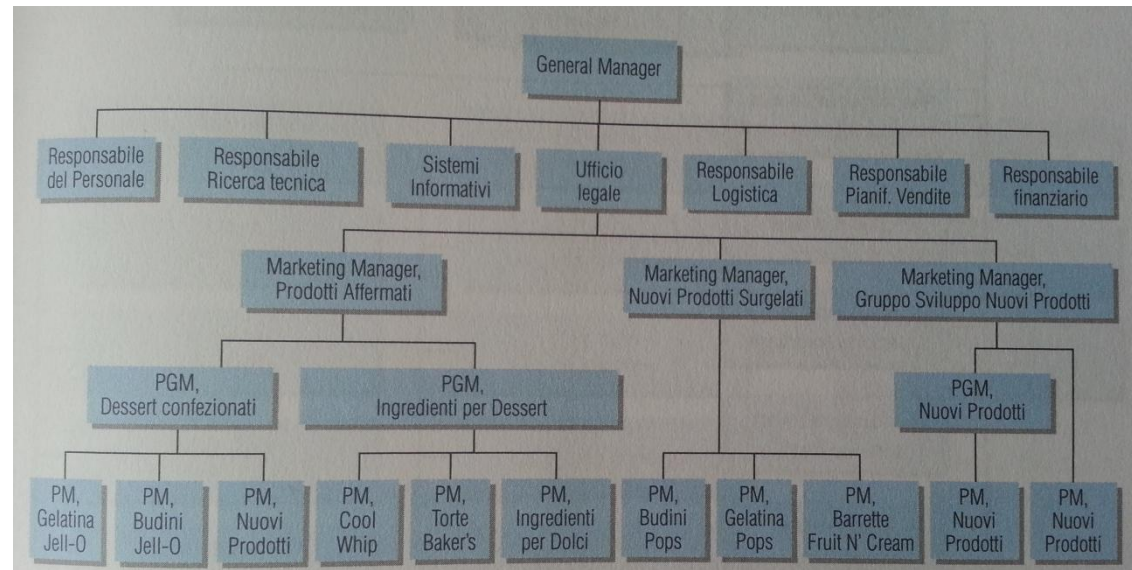 General Manager
Responsabile
del Personale
Responsabile
Ricerca tecnica
Sistemi
Informativi
Ufficio
legale
Responsabile
Logistica
Responsabile
Pianif. Vendite
Responsabile
finanziario
Marketing Manager,
Prodotti Affermati
Marketing Manager,
Nuovi Prodotti Surgelati
Marketing Manager,
Gruppo Sviluppo Nuovi Prodotti
PGM,
Dessert confezionati
PGM,
Ingredienti per Dessert
PGM,
Nuovi Prodotti
PM,
Gelatina
Jell-O
PM,
Budini
Jell-O
PM,
Nuovi
Prodotti
PM,
Cool
Whip
PM,
Torte
Baker's
PM,
Ingredienti
per Dolci
PM,
Budini
Pops
PM,
Gelatina
Pops
PM,
Barrette
Fruit N' Cream
PM,
Nuovi
Prodotti
PM,
Nuovi
Prodotti